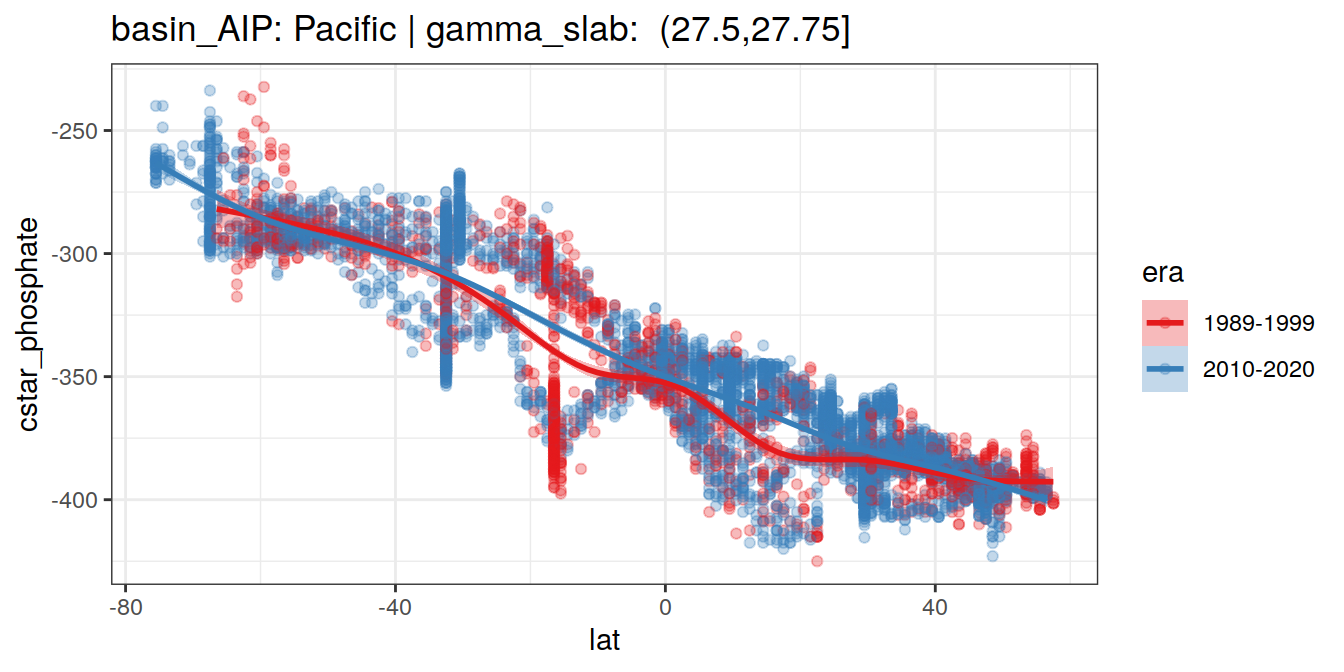 basin_AIP: Pacific | gamma_slab:  (27.5,27.75]
-250
-300
-350
-400
cstar_phosphate
-80
-40
0
40
lat
era
1989-1999
2010-2020